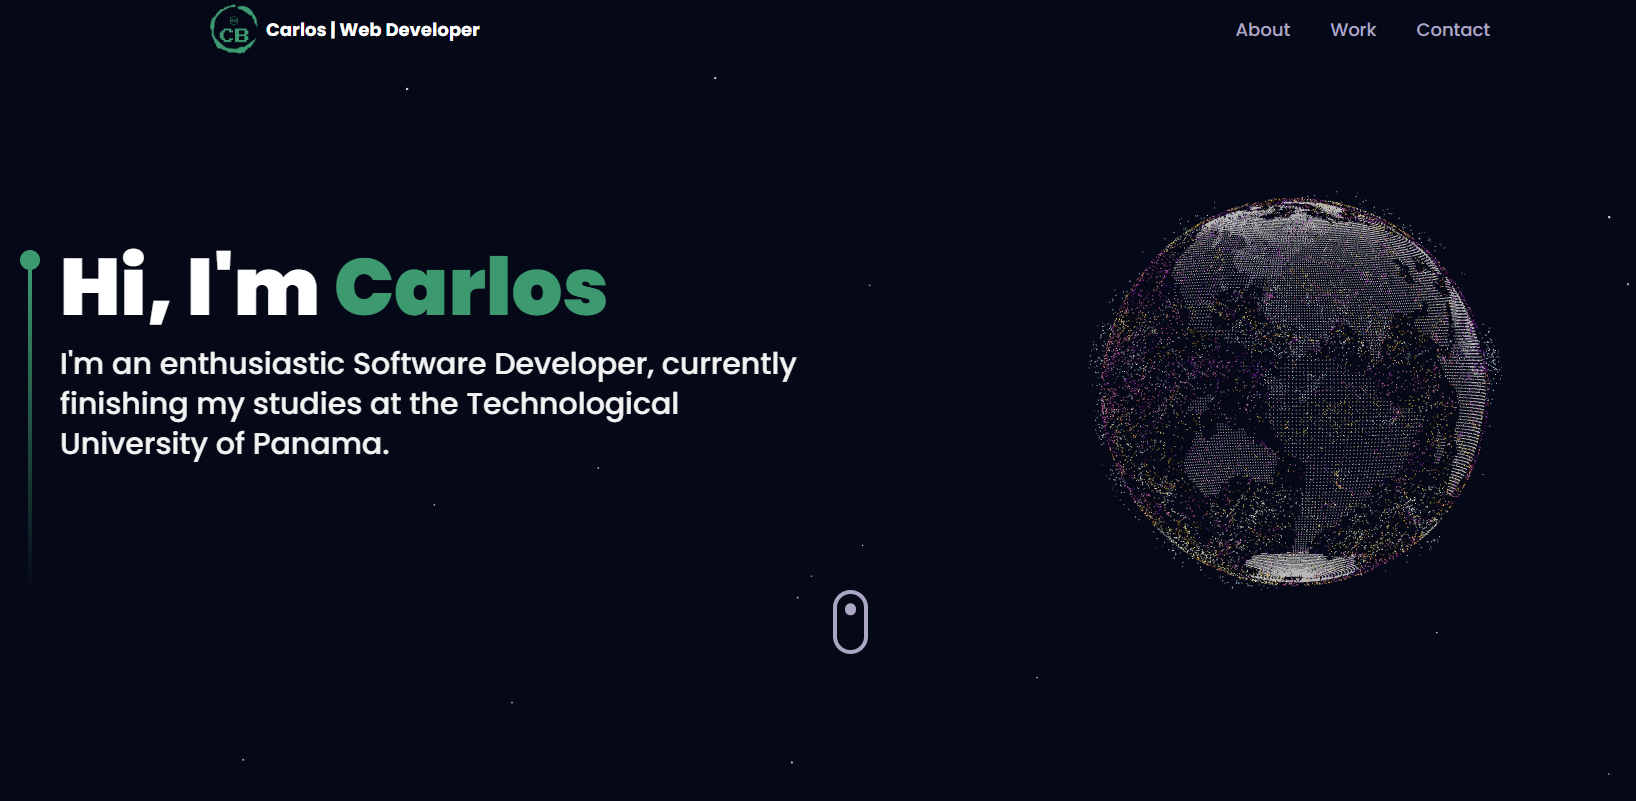 CB
Carlos | Web Developer
About
Work
Contact
Hi, I'm Carlos
I'm an enthusiastic Software Developer, currently
finishing my studies at the Technological
University of Panama.